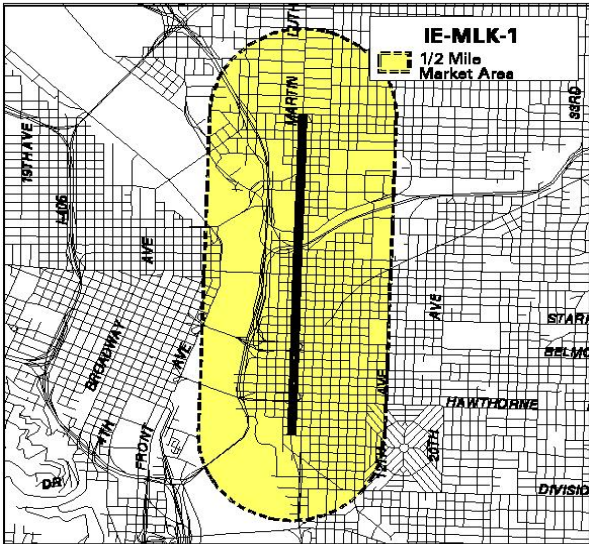 IE-MLK-1
1/2 Mile
Market Area
LUTH
MARTIN
33RD
19TH AVE
I-405
AVE
BROADWAY
AVE
4TH
FRONT
DR
AVE
12TH
20TH
AVE
STAR
BELMO
HAWTHORNE
DIVISIO